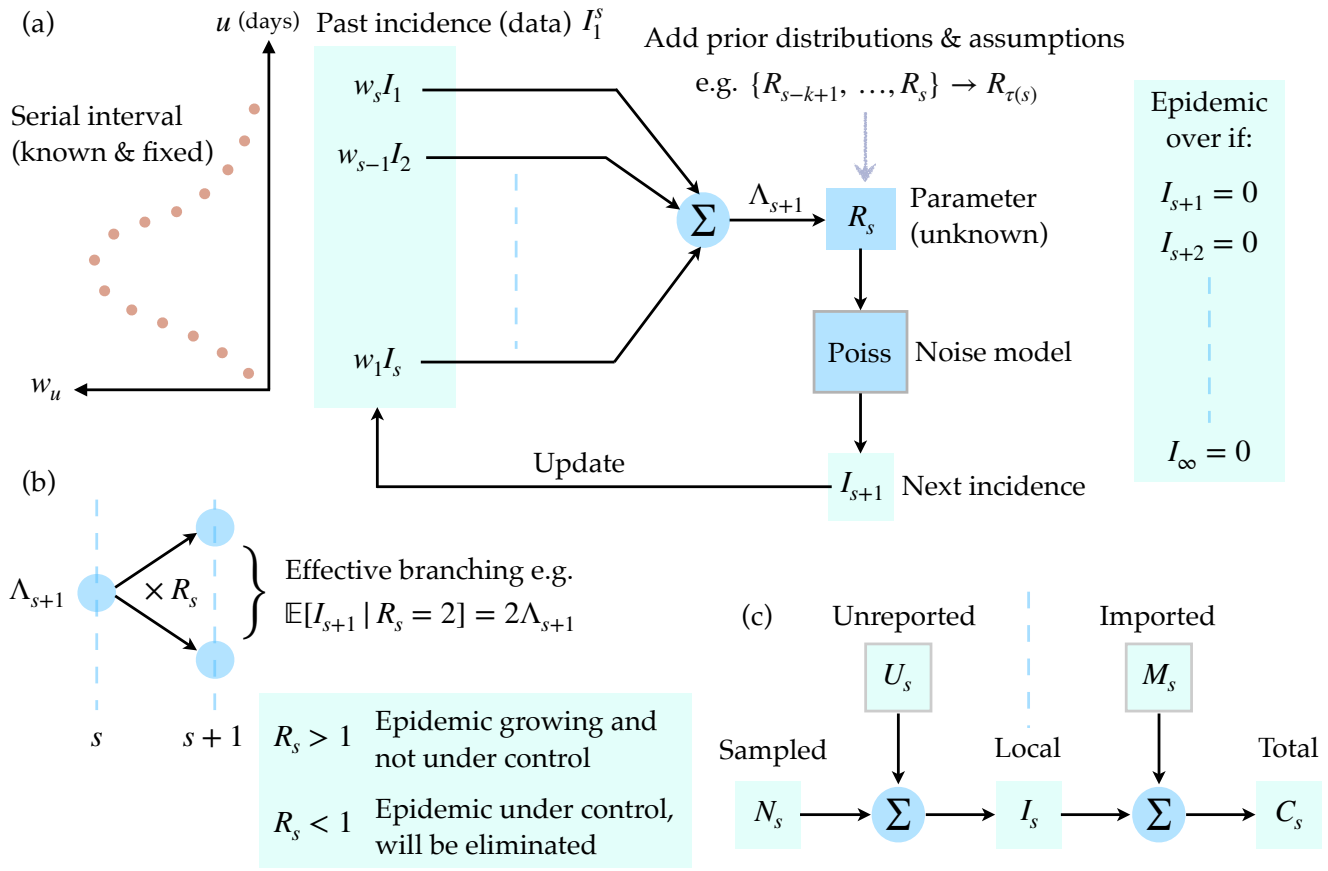 (a)
u (days)
Serial interval
(known & fixed)
w_u
Past incidence (data) I_1^s
w_s I_1
w_{s−1} I_2
w_1 I_s
Σ
Λ_{s+1}
Add prior distributions & assumptions
e.g. {R_{s−k+1}, …, R_s} → R_{τ(s)}
R_s
Parameter
(unknown)
Poiss
Noise model
I_{s+1}
Next incidence
Update
Epidemic
over if:
I_{s+1} = 0
I_{s+2} = 0
I_∞ = 0
(b)
Λ_{s+1}
× R_s
s
s + 1
Effective branching e.g.
𝔼[I_{s+1} | R_s = 2] = 2Λ_{s+1}
R_s > 1 Epidemic growing and
not under control
R_s < 1 Epidemic under control,
will be eliminated
(c)
Unreported
U_s
Imported
M_s
Sampled
N_s
Σ
Local
I_s
Σ
Total
C_s